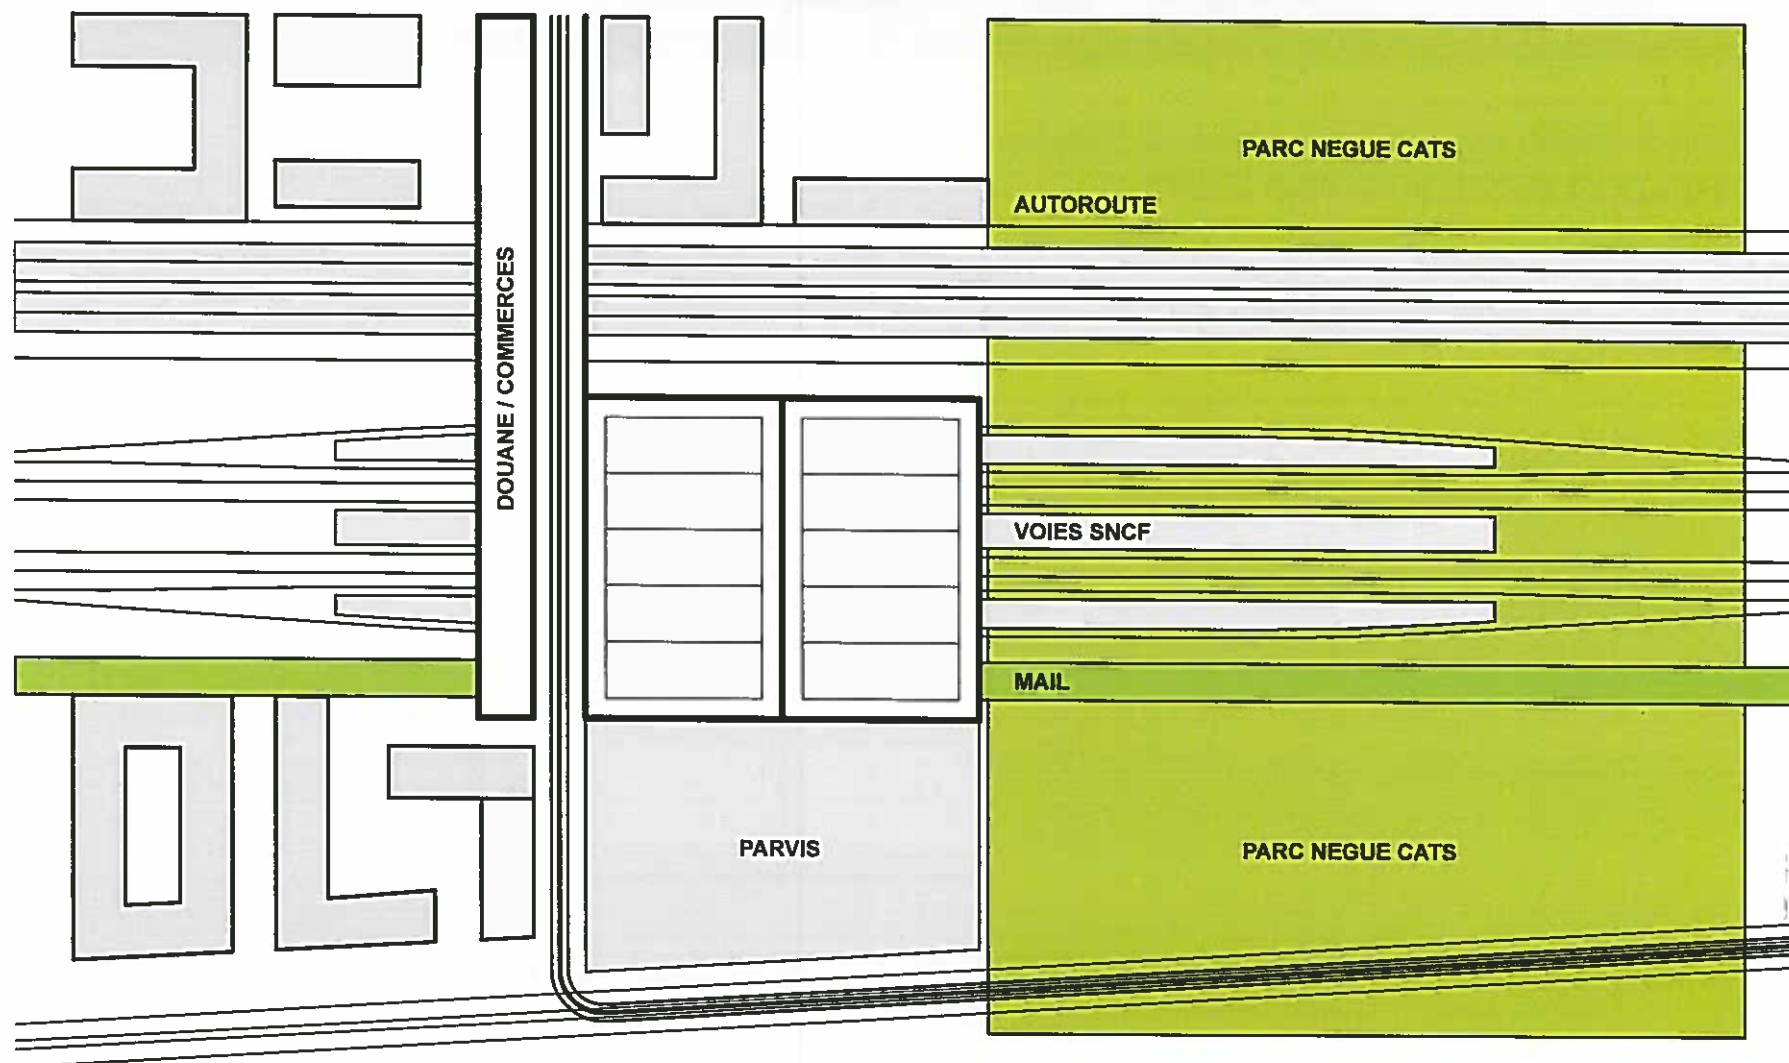 PARC NEGUE CATS
AUTOROUTE
DOUANE / COMMERCES
VOIES SNCF
MAIL
PARVIS
PARC NEGUE CATS